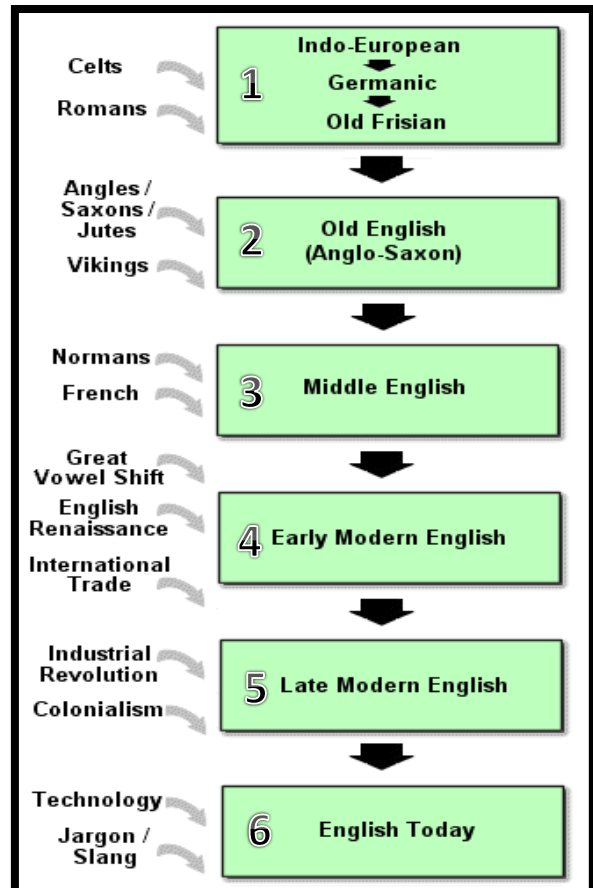 Celts
Romans
1
Indo-European
Germanic
Old Frisian
Angles /
Saxons /
Jutes
Vikings
2
Old English
(Anglo-Saxon)
Normans
French
3
Middle English
Great
Vowel Shift
English
Renaissance
International
Trade
4
Early Modern English
Industrial
Revolution
Colonialism
5
Late Modern English
Technology
Jargon /
Slang
6
English Today